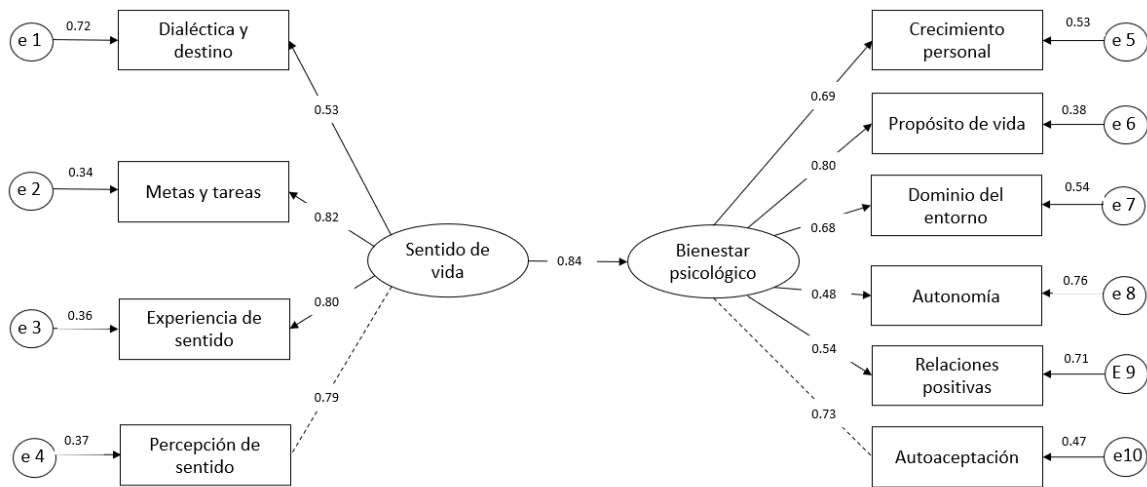 e 1
0.72
Dialéctica y
destino
0.53
e 2
0.34
Metas y tareas
0.82
e 3
0.36
Experiencia de
sentido
0.80
e 4
0.37
Percepción de
sentido
0.79
Sentido de
vida
0.84
Bienestar
psicológico
0.69
Crecimiento
personal
0.53
e 5
0.80
Propósito de vida
0.38
e 6
0.68
Dominio del
entorno
0.54
e 7
0.48
Autonomía
0.76
e 8
0.54
Relaciones
positivas
0.71
E 9
0.73
Autoaceptación
0.47
e10